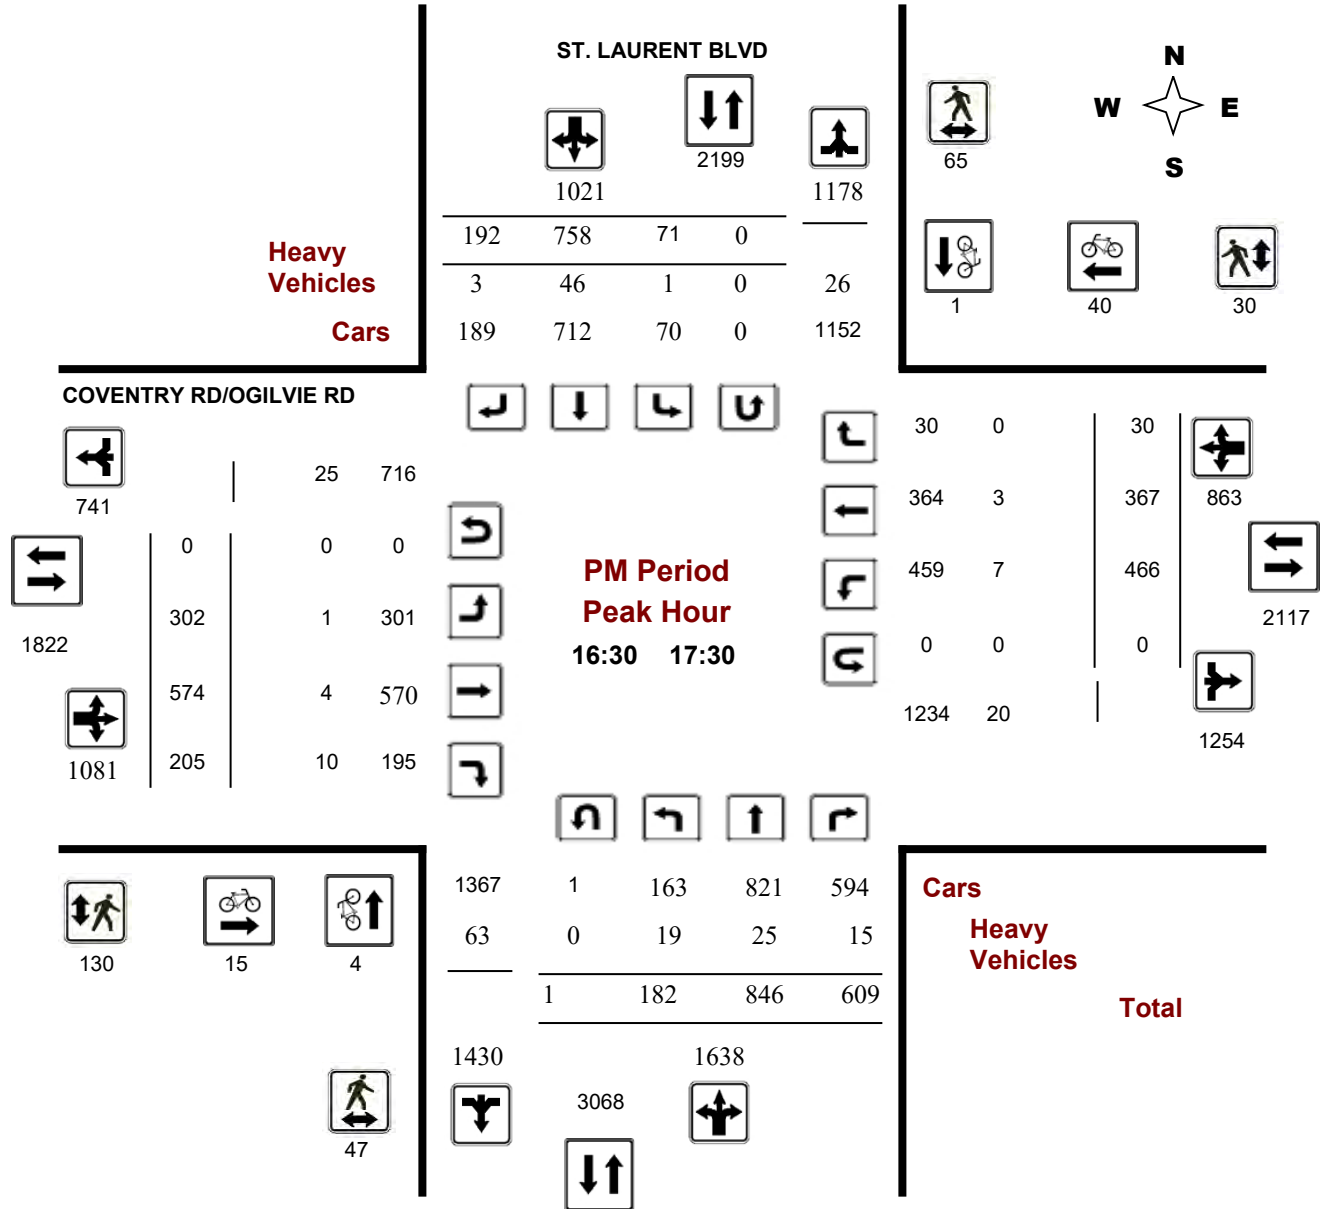 ST. LAURENT BLVD
N
W E
S
2199
65
1021
1178
192 758 71 0
Heavy
Vehicles
3 46 1 0 26
1 40 30
Cars
189 712 70 0 1152
COVENTRY RD/OGILVIE RD
30 0 30
25 716
741
364 3 367 863
0 0 0
PM Period
459 7 466
Peak Hour
302 1 301
2117
1822
16:30 17:30
0 0 0
574 4 570
1234 20
1254
1081
205 10 195
1367 1 163 821 594
Cars
63 0 19 25 15
Heavy
Vehicles
130 15 4
1 182 846 609
Total
1430 1638
3068
47